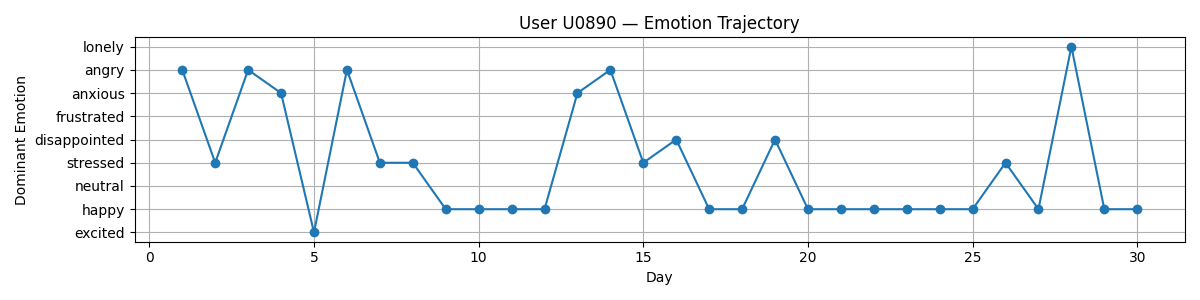 User U0890 — Emotion Trajectory
Dominant Emotion
lonely
angry
anxious
frustrated
disappointed
stressed
neutral
happy
excited
0 5 10 15 20 25 30
Day